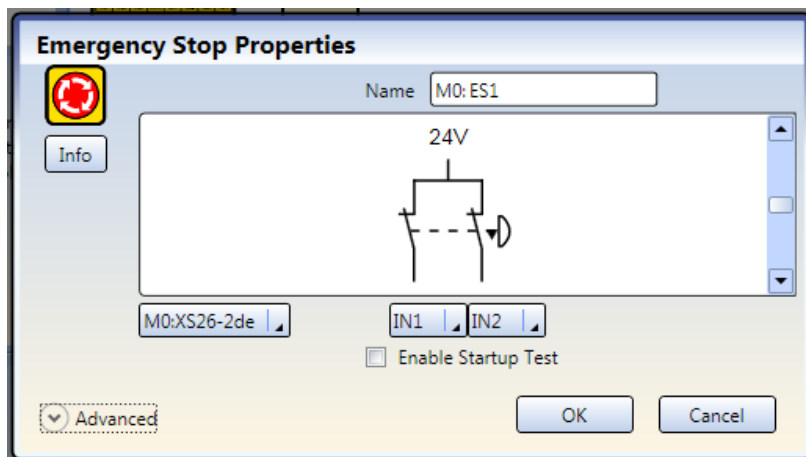 Emergency Stop Properties
Name M0: ES1
Info
24V
M0:XS26-2de IN1 IN2
Enable Startup Test
Advanced OK Cancel